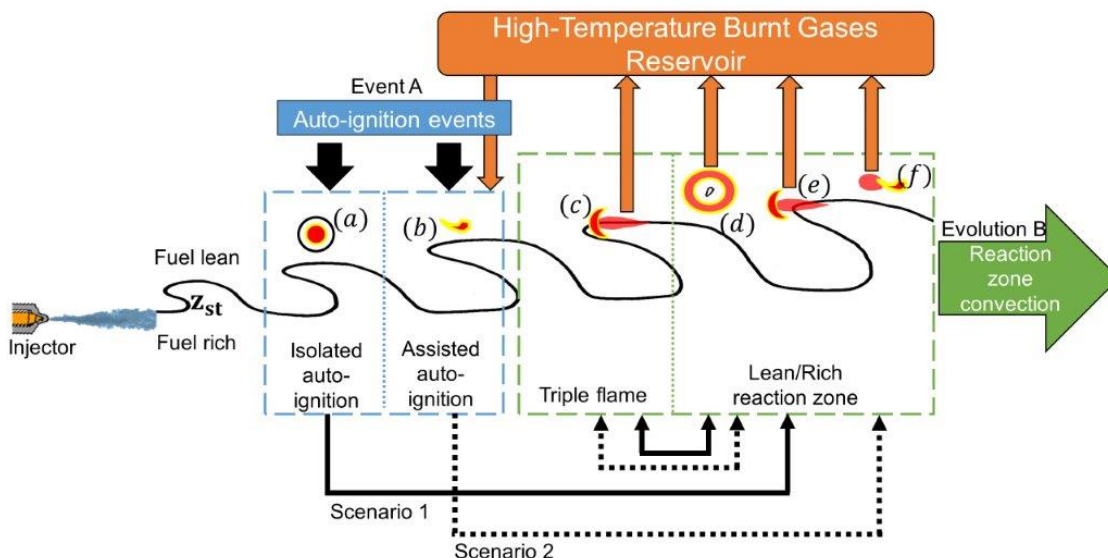 High-Temperature Burnt Gases
Reservoir
Event A
Auto-ignition events
(a)
(b)
(c)
(d)
(e)
(f)
Fuel lean
Z_st
Fuel rich
Injector
Isolated
auto-
ignition
Assisted
auto-
ignition
Triple flame
Lean/Rich
reaction zone
Evolution B
Reaction
zone
convection
Scenario 1
Scenario 2